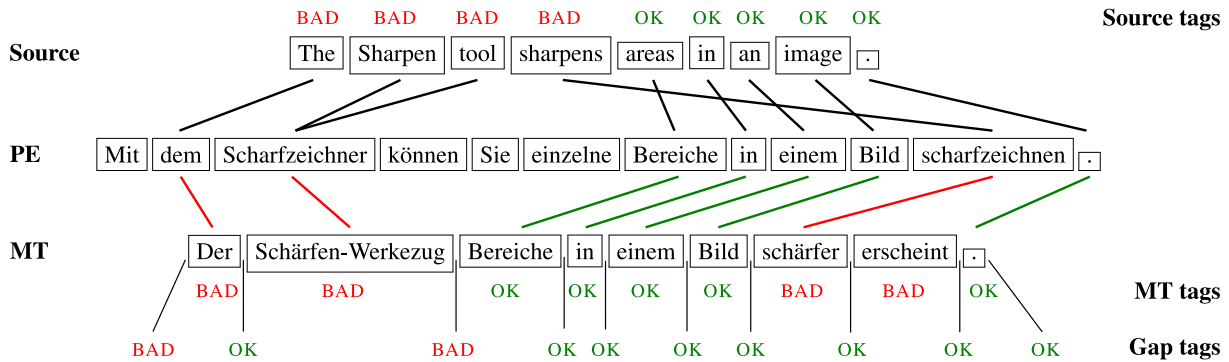 BAD BAD BAD BAD OK OK OK OK OK Source tags
Source The Sharpen tool sharpens areas in an image .
PE Mit dem Scharfzeichner können Sie einzelne Bereiche in einem Bild scharfzeichnen .
MT Der Schärfen-Werkezug Bereiche in einem Bild schärfer erscheint .
BAD BAD OK OK OK OK BAD BAD OK MT tags
BAD OK BAD OK OK OK OK OK OK OK Gap tags